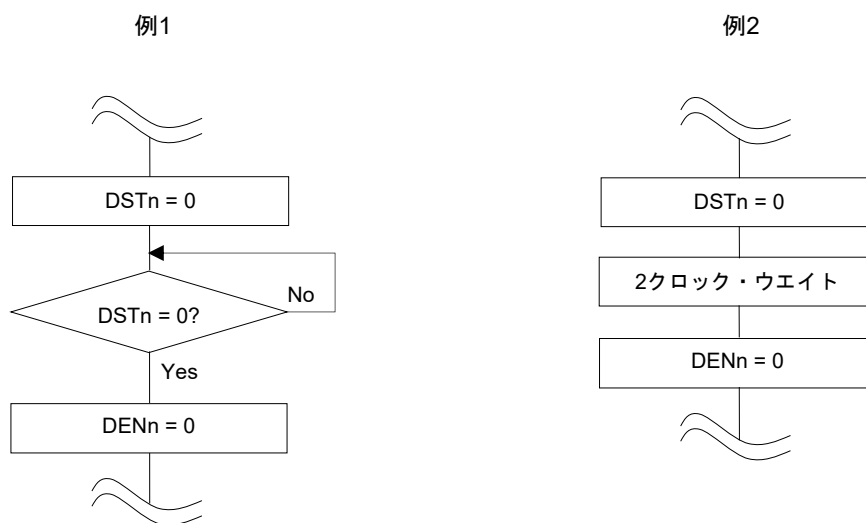 例1
DSTn = 0
DSTn = 0?
No
Yes
DENn = 0
例2
DSTn = 0
2クロック・ウエイト
DENn = 0